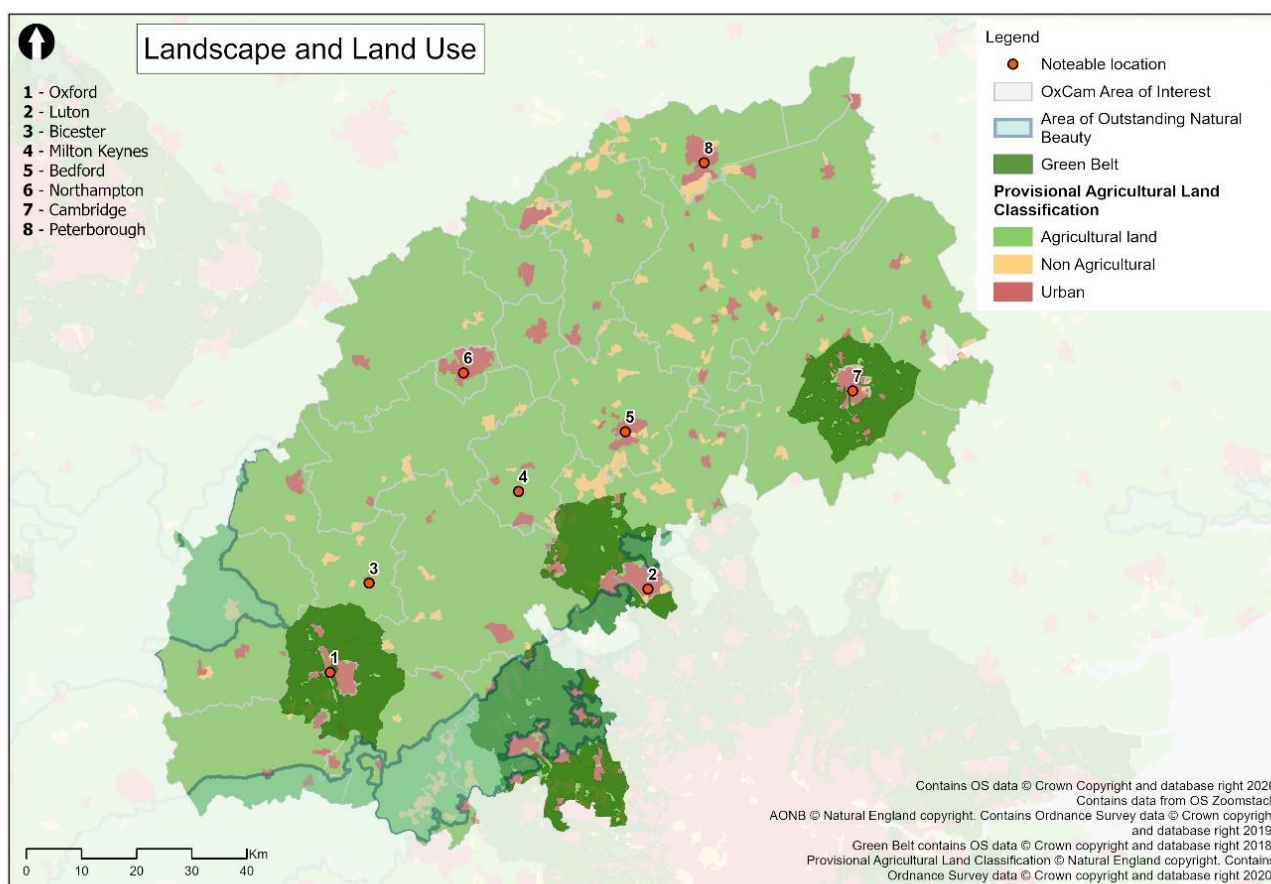 Landscape and Land Use
1 - Oxford
2 - Luton
3 - Bicester
4 - Milton Keynes
5 - Bedford
6 - Northampton
7 - Cambridge
8 - Peterborough
Legend
Noteable location
OxCam Area of Interest
Area of Outstanding Natural
Beauty
Green Belt
Provisional Agricultural Land
Classification
Agricultural land
Non Agricultural
Urban
8
6
7
5
4
3
2
1
Contains OS data © Crown Copyright and database right 2020
Contains data from OS Zoomstack
AONB © Natural England copyright. Contains Ordnance Survey data © Crown copyright
and database right 2019
Green Belt contains OS data © Crown copyright and database right 2018
Provisional Agricultural Land Classification © Natural England copyright. Contains
Ordnance Survey data © Crown copyright and database right 2020
Km
0 10 20 30 40